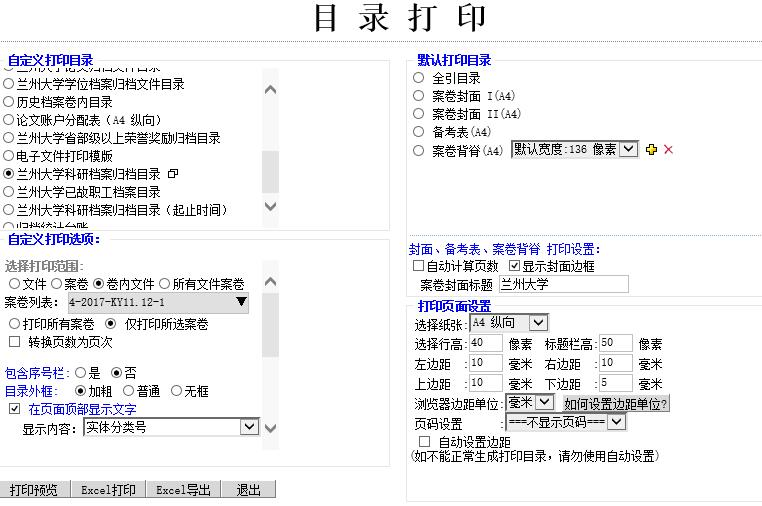 目 录 打 印
自定义打印目录
兰州大学学位档案归档文件目录
历史档案卷内目录
论文账户分配表（A4 纵向）
兰州大学省部级以上荣誉奖励归档目录
电子文件打印模版
兰州大学科研档案归档目录
兰州大学已故职工档案目录
兰州大学科研档案归档目录（起止时间）
归档统计台账
自定义打印选项:
选择打印范围:
文件 案卷 卷内文件 所有文件案卷
案卷列表: 4-2017-KY11.12-1
打印所有案卷 仅打印所选案卷
转换页数为页次
包含序号栏: 是 否
目录外框: 加粗 普通 无框
在页面顶部显示文字
显示内容: 实体分类号
打印预览 Excel打印 Excel导出 退出
默认打印目录
全引目录
案卷封面 I(A4)
案卷封面 II(A4)
备考表(A4)
案卷背脊(A4) 默认宽度:136 像素
封面、备考表、案卷背脊 打印设置:
自动计算页数 显示封面边框
案卷封面标题 兰州大学
打印页面设置
选择纸张: A4 纵向
选择行高: 40 像素 标题栏高: 50 像素
左边距 : 10 毫米 右边距 : 10 毫米
上边距 : 10 毫米 下边距 : 5 毫米
浏览器边距单位: 毫米 如何设置边距单位?
页码设置 : ===不显示页码===
自动设置边距
(如不能正常生成打印目录，请勿使用自动设置)